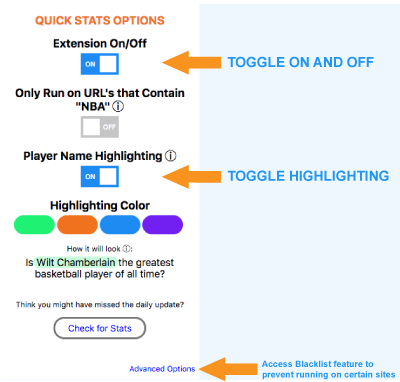 QUICK STATS OPTIONS
Extension On/Off
ON
TOGGLE ON AND OFF
Only Run on URL's that Contain
"NBA" ⓘ
OFF
Player Name Highlighting ⓘ
ON
TOGGLE HIGHLIGHTING
Highlighting Color
How it will look ⓘ:
Is Wilt Chamberlain the greatest
basketball player of all time?
Think you might have missed the daily update?
Check for Stats
Advanced Options
Access Blacklist feature to
prevent running on certain sites